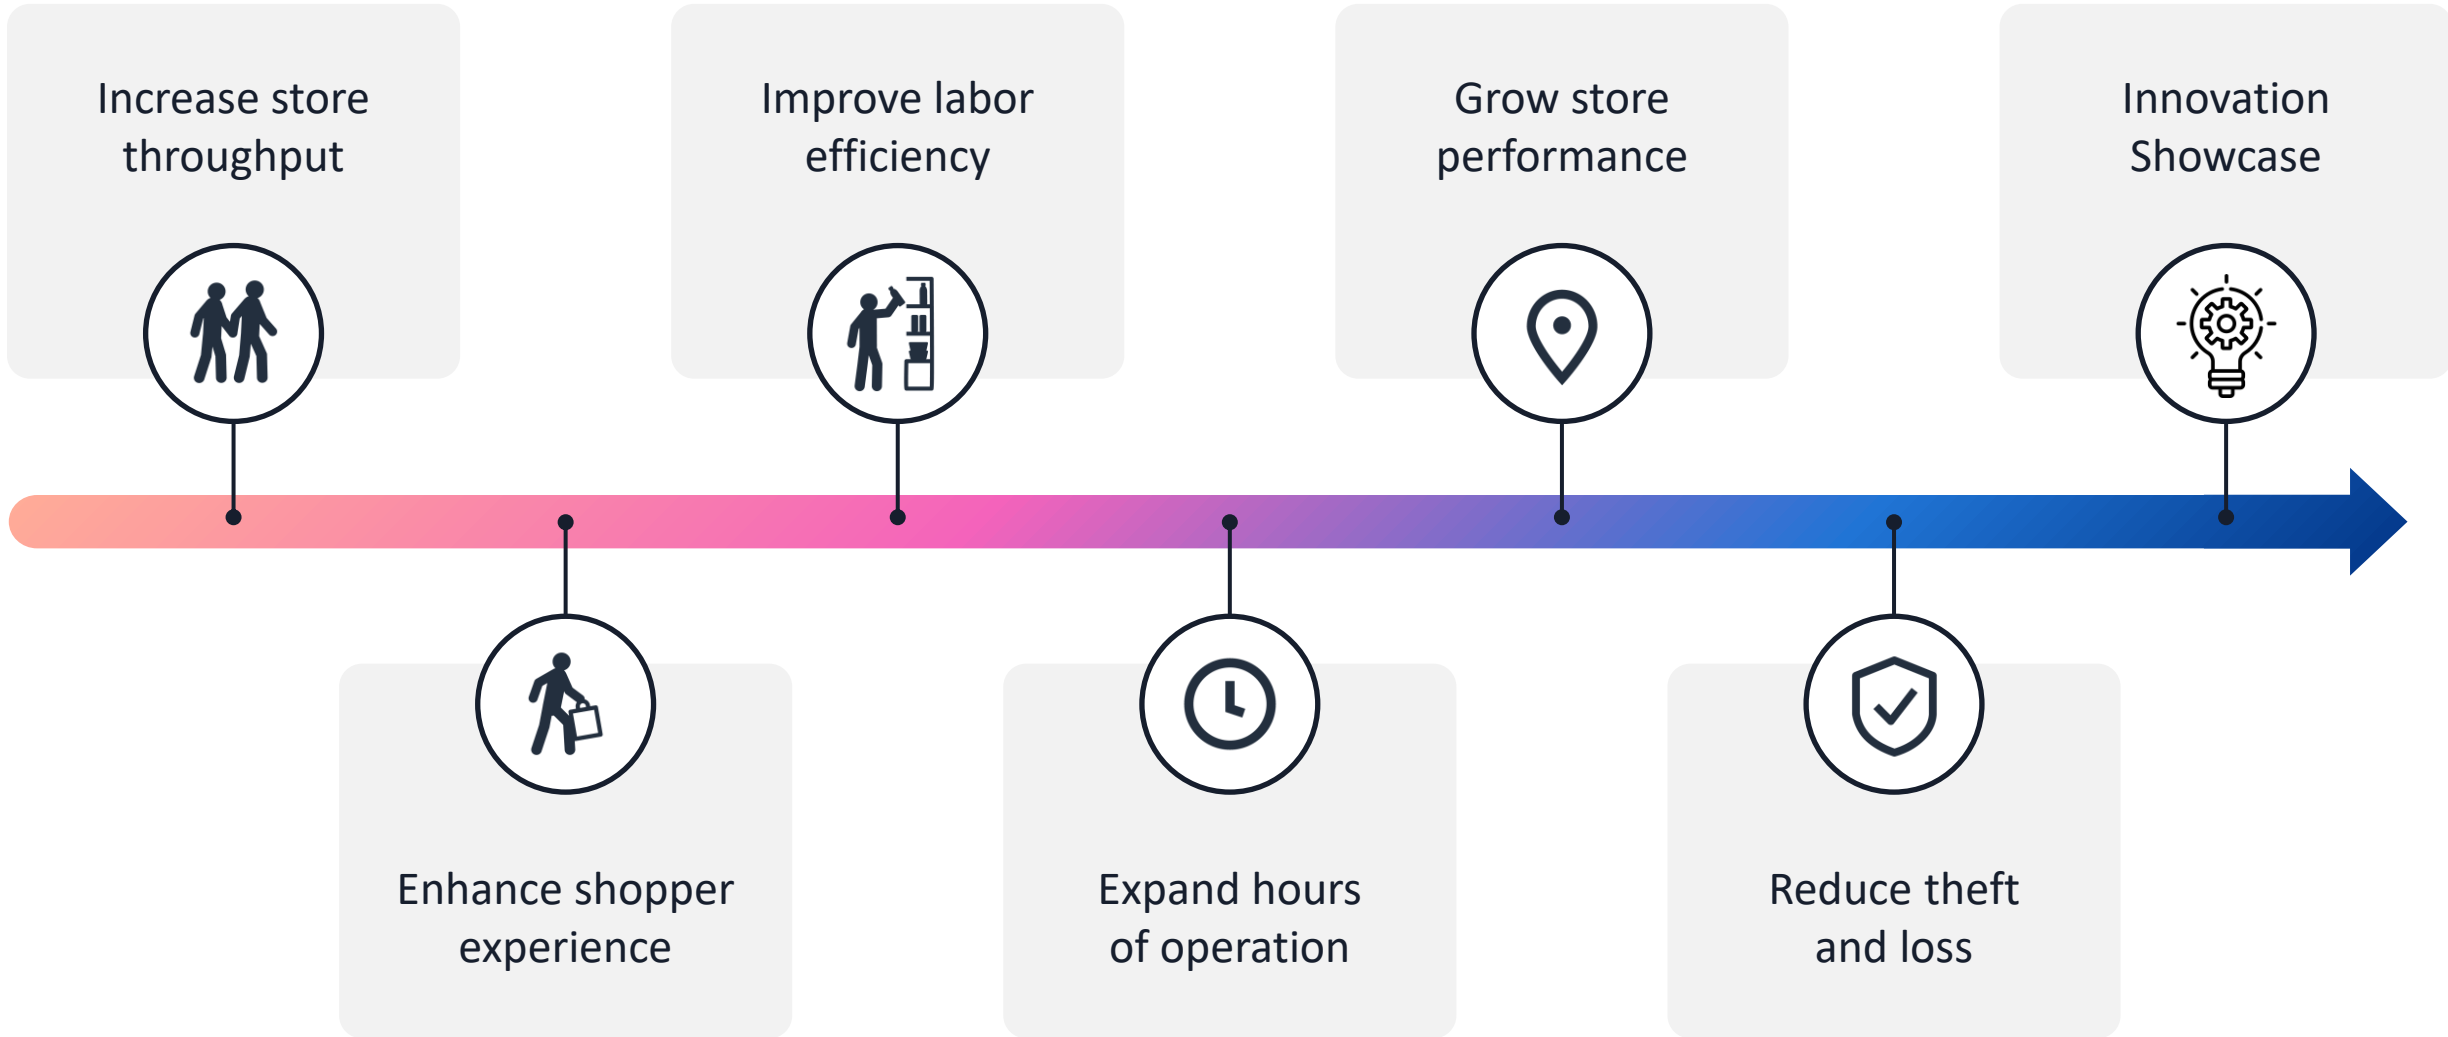 Increase store
throughput
Improve labor
efficiency
Grow store
performance
Innovation
Showcase
Enhance shopper
experience
Expand hours
of operation
Reduce theft
and loss